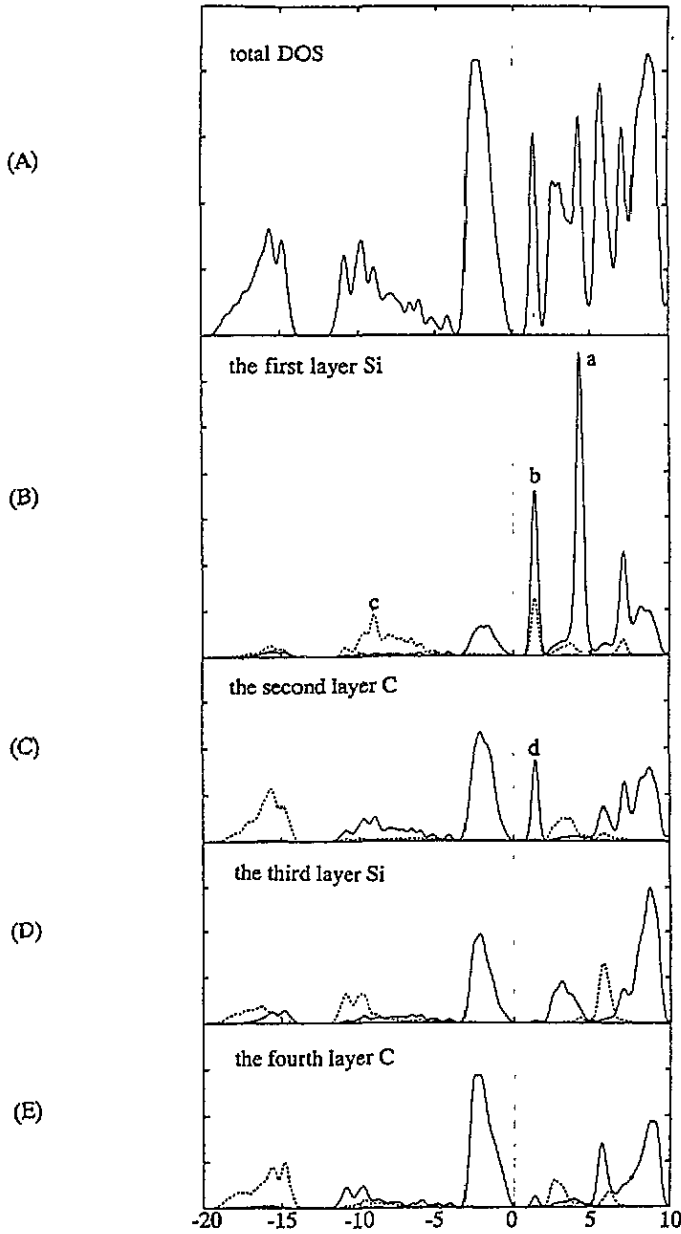 total DOS
(A)
the first layer Si
a
b
(B)
c
the second layer C
(C)
d
the third layer Si
(D)
the fourth layer C
(E)
-20 -15 -10 -5 0 5 10